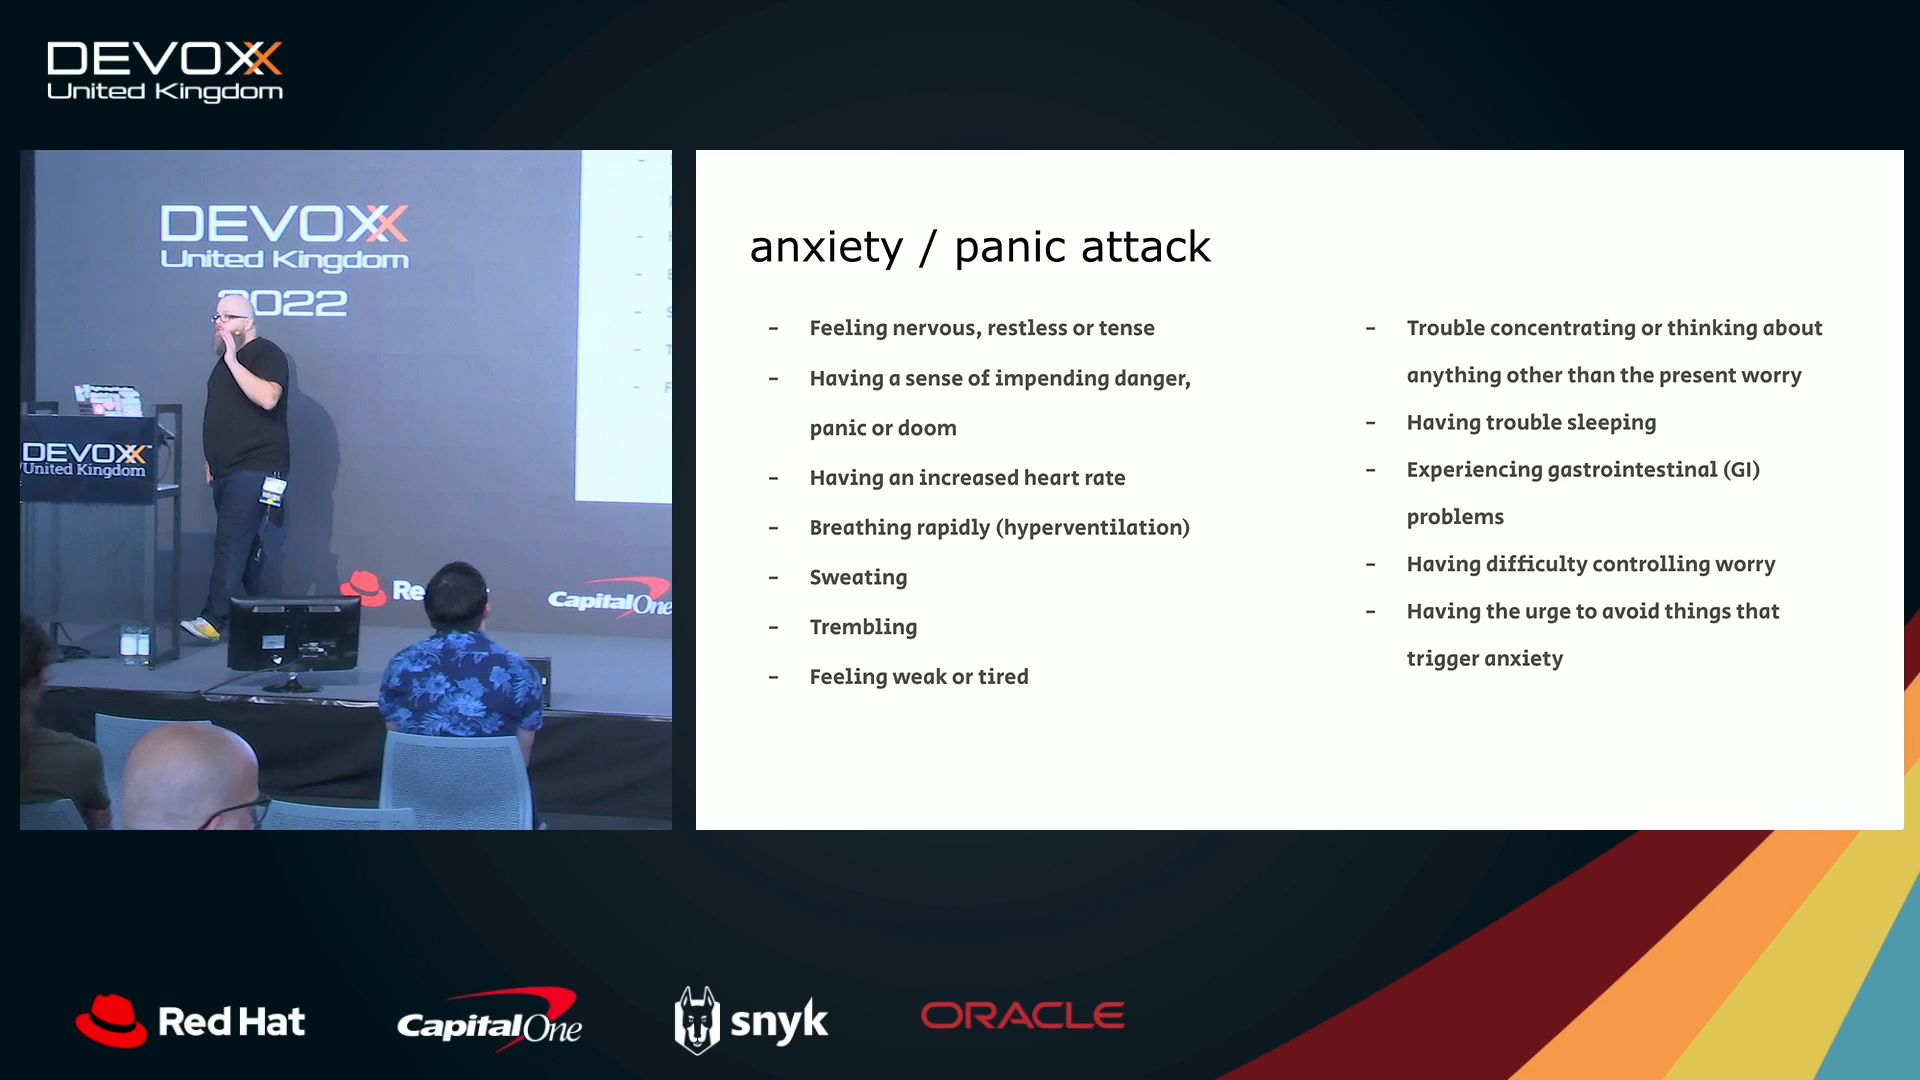 DEVOXX
United Kingdom
DEVOXX
United Kingdom
2022
DEVOXX
United Kingdom
Re
CapitalOne
anxiety / panic attack
- Feeling nervous, restless or tense
- Having a sense of impending danger,
panic or doom
- Having an increased heart rate
- Breathing rapidly (hyperventilation)
- Sweating
- Trembling
- Feeling weak or tired
- Trouble concentrating or thinking about
anything other than the present worry
- Having trouble sleeping
- Experiencing gastrointestinal (GI)
problems
- Having difficulty controlling worry
- Having the urge to avoid things that
trigger anxiety
Red Hat
CapitalOne
snyk
ORACLE